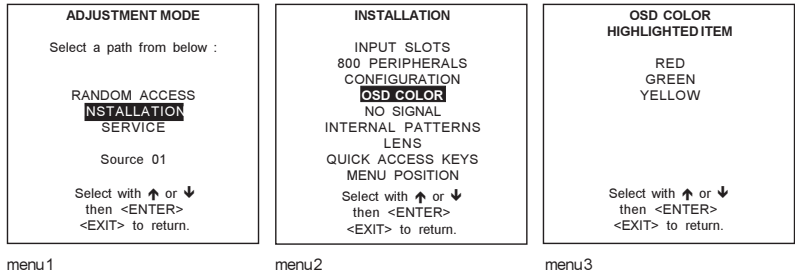 ADJUSTMENT MODE
Select a path from below :
RANDOM ACCESS
NSTALLATION
SERVICE
Source 01
Select with ↑ or ↓
then <ENTER>
<EXIT> to return.
menu1
INSTALLATION
INPUT SLOTS
800 PERIPHERALS
CONFIGURATION
OSD COLOR
NO SIGNAL
INTERNAL PATTERNS
LENS
QUICK ACCESS KEYS
MENU POSITION
Select with ↑ or ↓
then <ENTER>
<EXIT> to return.
menu2
OSD COLOR
HIGHLIGHTED ITEM
RED
GREEN
YELLOW
Select with ↑ or ↓
then <ENTER>
<EXIT> to return.
menu3